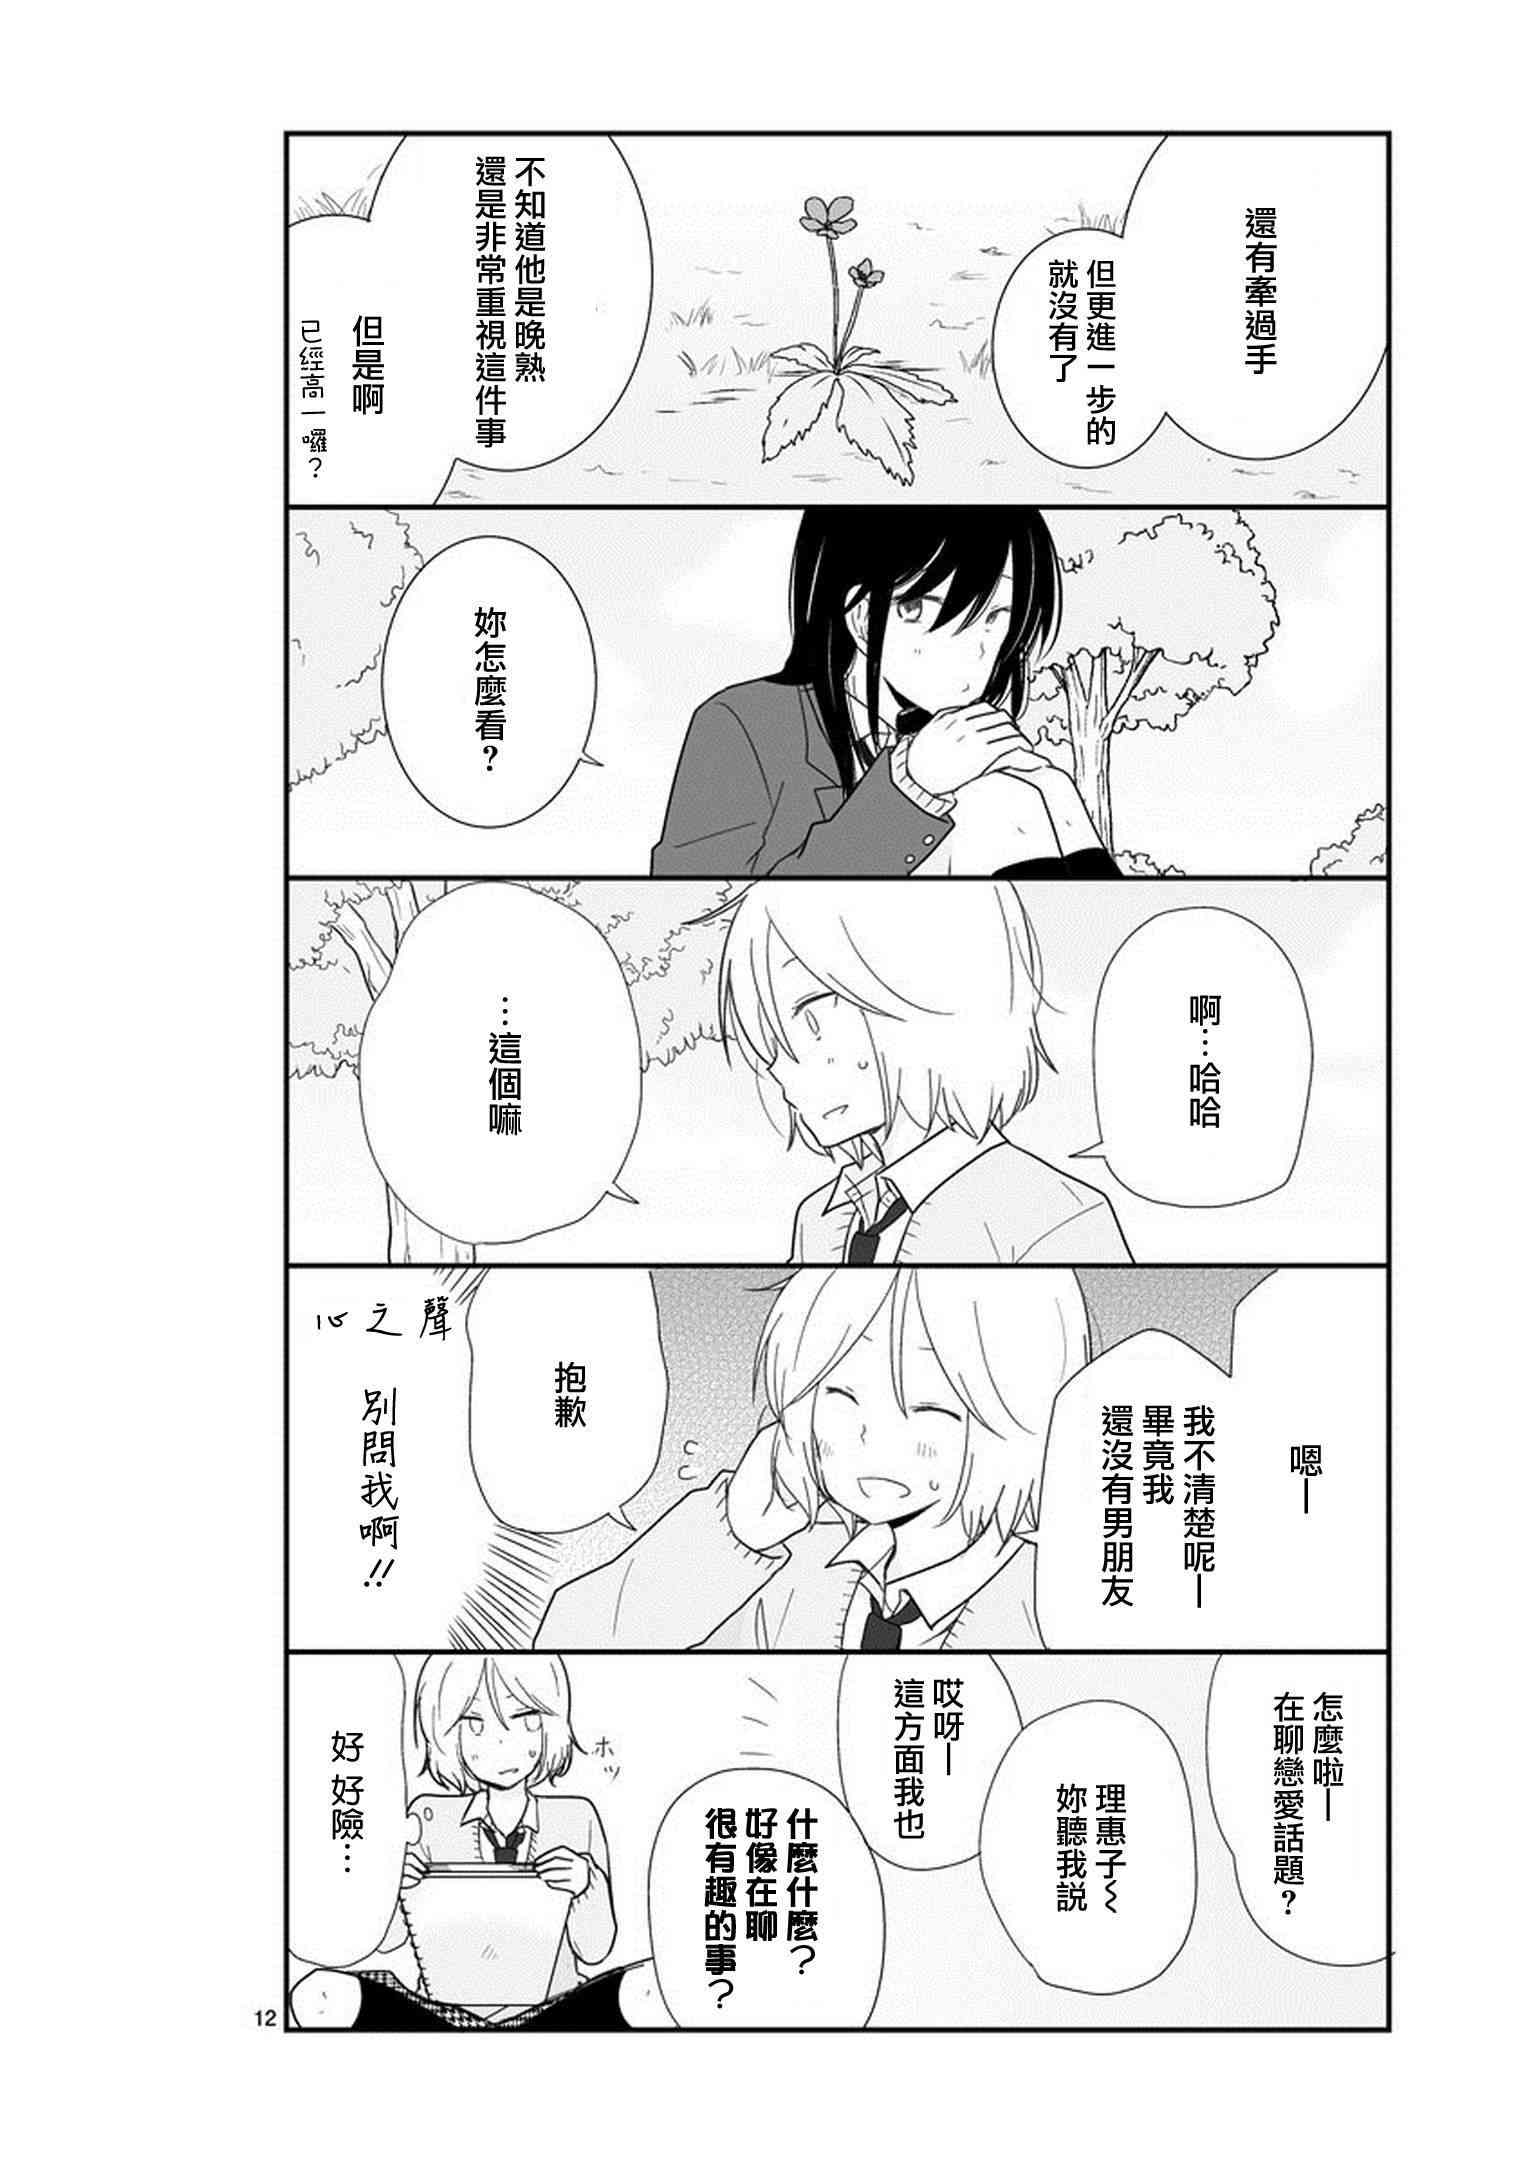 還有牽過手
但更進一步的
就沒有了
不知道他是晚熟
還是非常重視這件事
但是啊
已經高一囉?
妳怎麼看?
啊…哈哈
…這個嘛
嗯—
我不清楚呢—
畢竟我
還沒有男朋友
抱歉
心之聲
別問我啊!!
怎麼啦—
在聊戀愛話題?
理惠子~
妳聽我説
哎呀—
這方面我也
什麼什麼?
好像在聊
很有趣的事?
ホッ
好 好險…
12